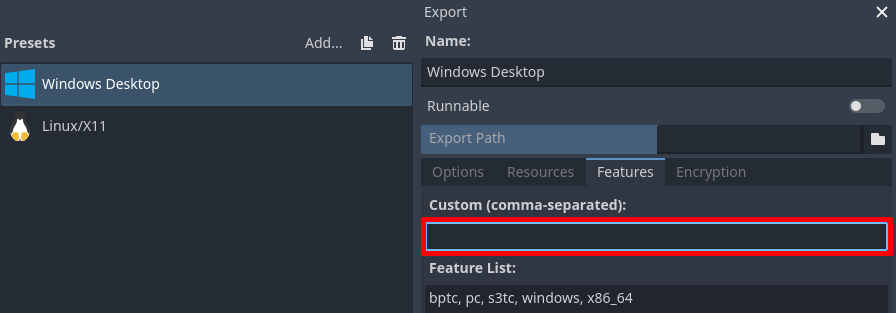 Export
Presets
Add...
Windows Desktop
Linux/X11
Name:
Windows Desktop
Runnable
Export Path
Options Resources Features Encryption
Custom (comma-separated):
Feature List:
bptc, pc, s3tc, windows, x86_64